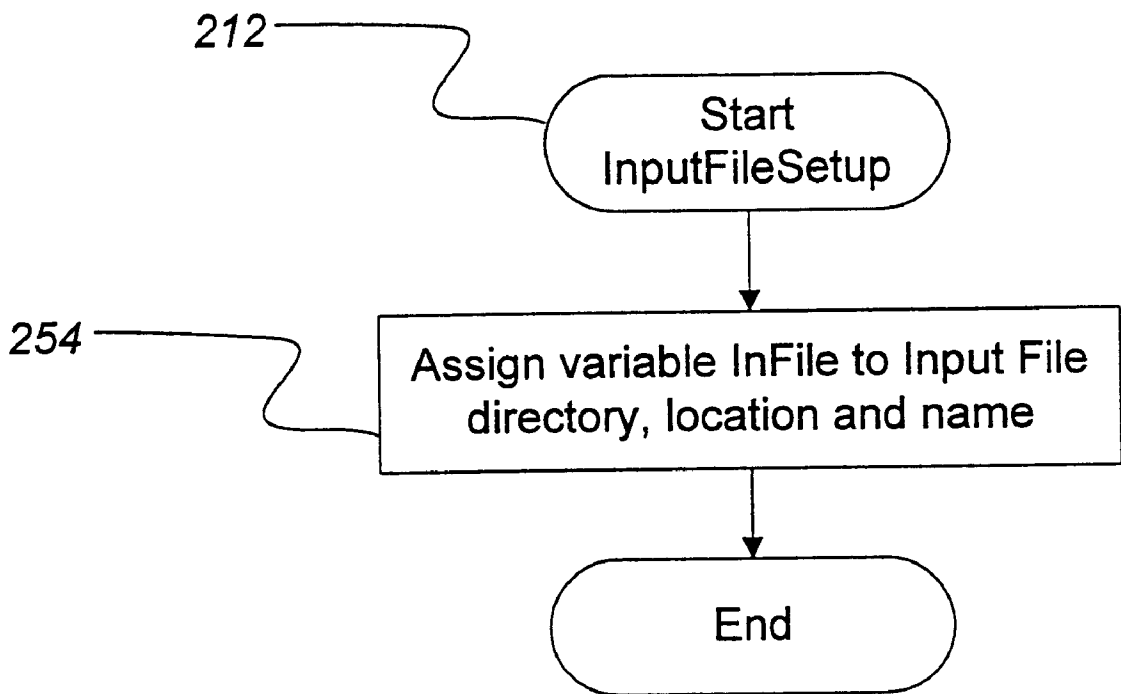 212
Start
InputFileSetup
254
Assign variable InFile to Input File
directory, location and name
End